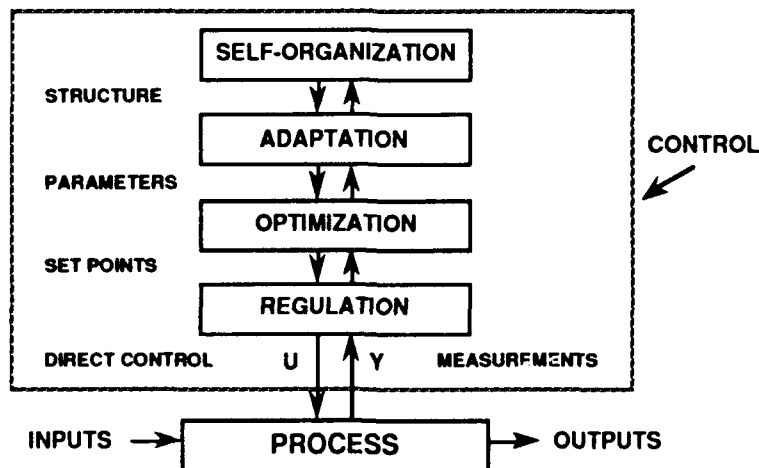 SELF-ORGANIZATION
STRUCTURE
ADAPTATION
CONTROL
PARAMETERS
OPTIMIZATION
SET POINTS
REGULATION
DIRECT CONTROL U Y MEASUREMENTS
INPUTS PROCESS OUTPUTS